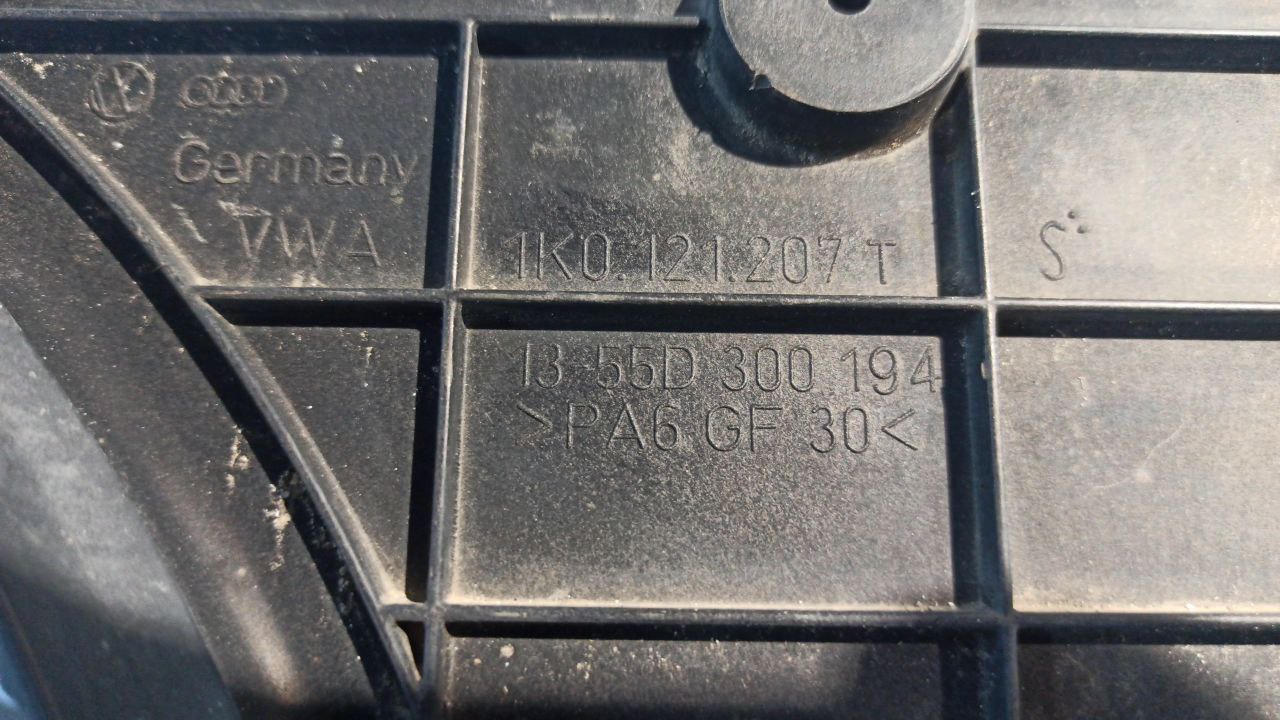 Germany
VWA
1K0.121.207 T
S
13-55D 300 194
>PA6 GF 30<